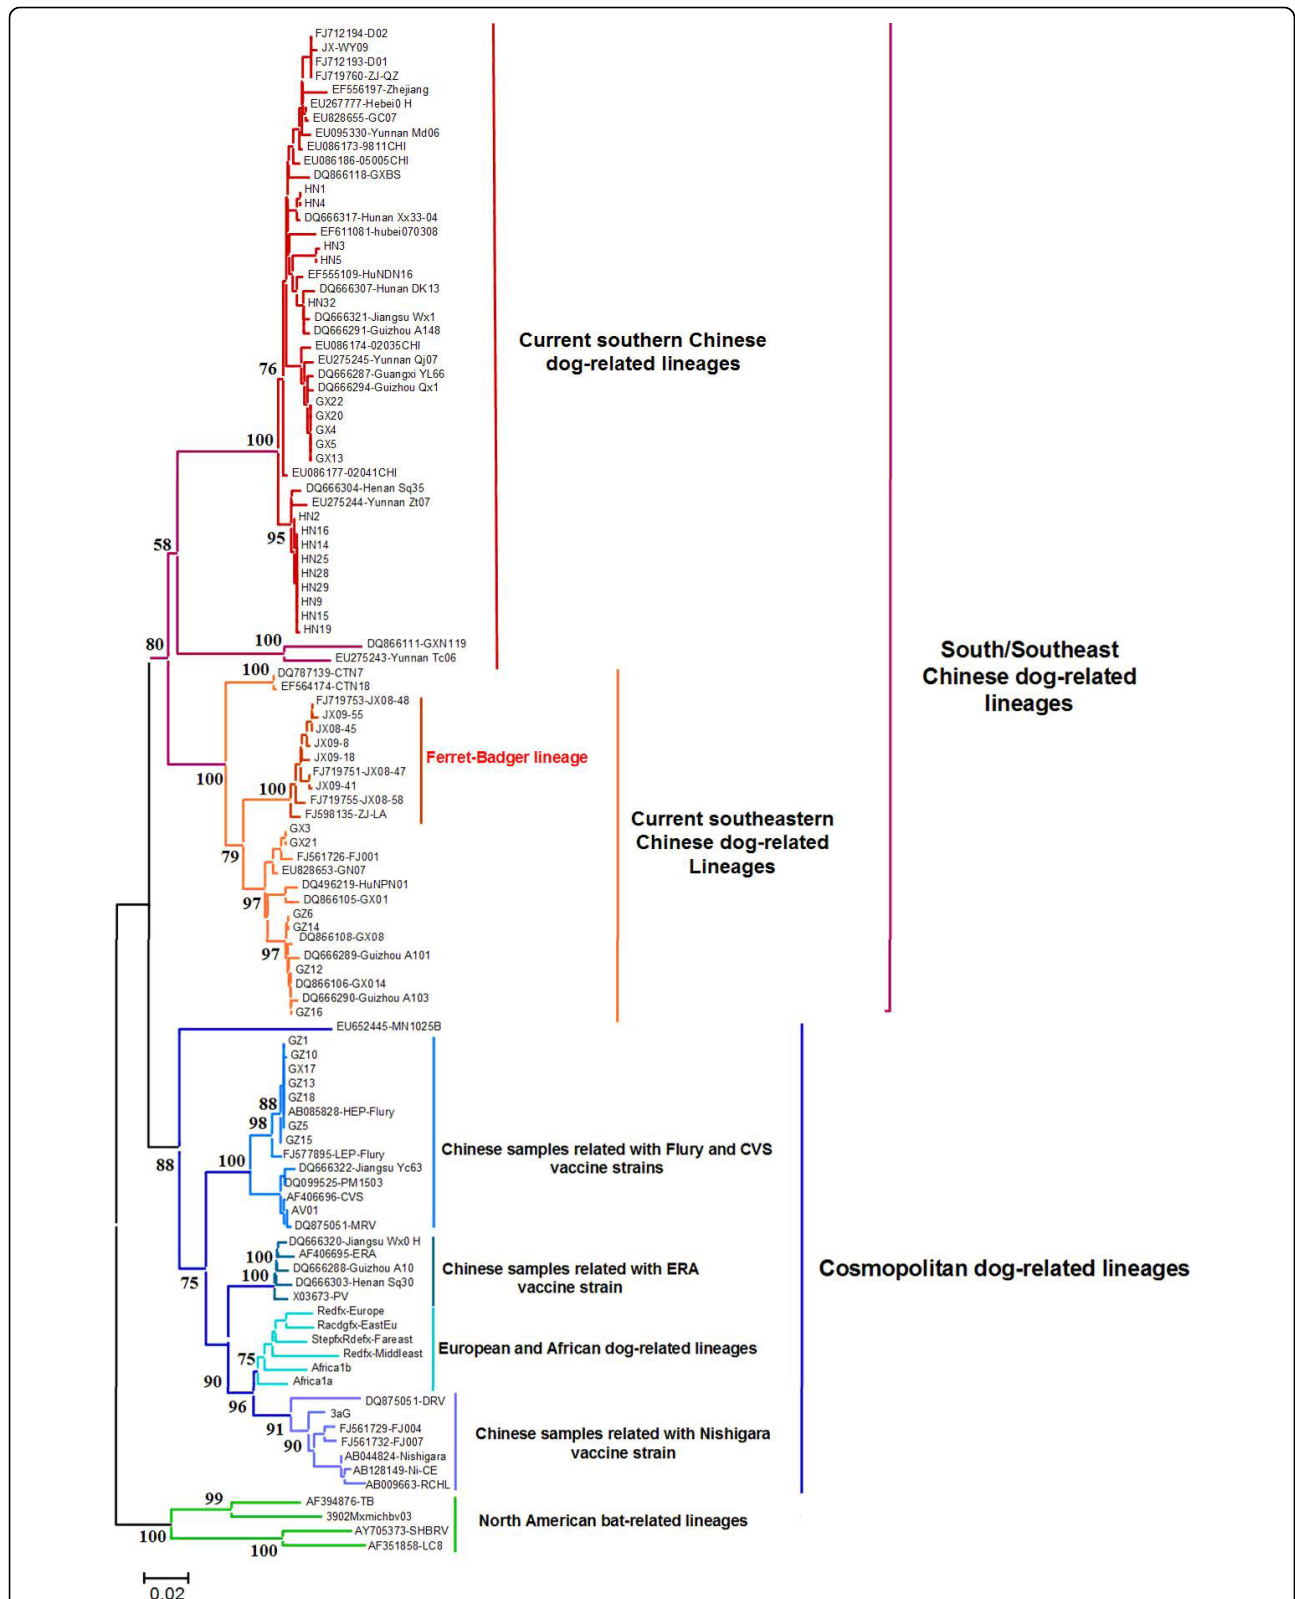 FJ712194-D02
JX-WY09
FJ712193-D01
FJ719760-ZJ-QZ
EF556197-Zhejiang
EU267777-Hebei0 H
EU828655-GC07
EU095330-Yunnan Md06
EU086173-9811CHI
EU086186-05005CHI
DQ866118-GXBS
HN1
HN4
DQ666317-Hunan Xx33-04
EF611081-hubei070308
HN3
HN5
EF555109-HuNDN16
DQ666307-Hunan DK13
HN32
DQ666321-Jiangsu Wx1
DQ666291-Guizhou A148
EU086174-02035CHI
EU275245-Yunnan Qj07
DQ666287-Guangxi YL66
DQ666294-Guizhou Qx1
GX22
GX20
GX4
GX5
GX13
EU086177-02041CHI
DQ666304-Henan Sq35
EU275244-Yunnan Zt07
HN2
HN16
HN14
HN25
HN28
HN29
HN9
HN15
HN19
DQ866111-GXN119
EU275243-Yunnan Tc06
76
100
95
58
100
80
Current southern Chinese
dog-related lineages
DQ787139-CTN7
EF564174-CTN18
FJ719753-JX08-48
JX09-55
JX08-45
JX09-8
JX09-18
FJ719751-JX08-47
JX09-41
FJ719755-JX08-58
FJ598135-ZJ-LA
GX3
GX21
FJ561726-FJ001
EU828653-GN07
DQ496219-HuNPN01
DQ866105-GX01
GZ6
GZ14
DQ866108-GX08
DQ666289-Guizhou A101
GZ12
DQ866106-GX014
DQ666290-Guizhou A103
GZ16
100
100
100
79
97
97
Ferret-Badger lineage
Current southeastern
Chinese dog-related
Lineages
South/Southeast
Chinese dog-related
lineages
EU652445-MN1025B
GZ1
GZ10
GX17
GZ13
GZ18
AB085828-HEP-Flury
GZ5
GZ15
FJ577895-LEP-Flury
DQ666322-Jiangsu Yc63
DQ099525-PM1503
AF406696-CVS
AV01
DQ875051-MRV
88
98
100
88
Chinese samples related with Flury and CVS
vaccine strains
DQ666320-Jiangsu Wx0 H
AF406695-ERA
DQ666288-Guizhou A10
DQ666303-Henan Sq30
X03673-PV
100
100
75
Chinese samples related with ERA
vaccine strain
Cosmopolitan dog-related lineages
Redfx-Europe
Racdgfx-EastEu
StepfxRdefx-Fareast
Redfx-Middleast
Africa1b
Africa1a
75
90
European and African dog-related lineages
DQ875051-DRV
3aG
FJ561729-FJ004
FJ561732-FJ007
AB044824-Nishigara
AB128149-Ni-CE
AB009663-RCHL
96
91
90
Chinese samples related with Nishigara
vaccine strain
AF394876-TB
3902Mxmichbv03
AY705373-SHBRV
AF351858-LC8
99
100
100
North American bat-related lineages
0.02